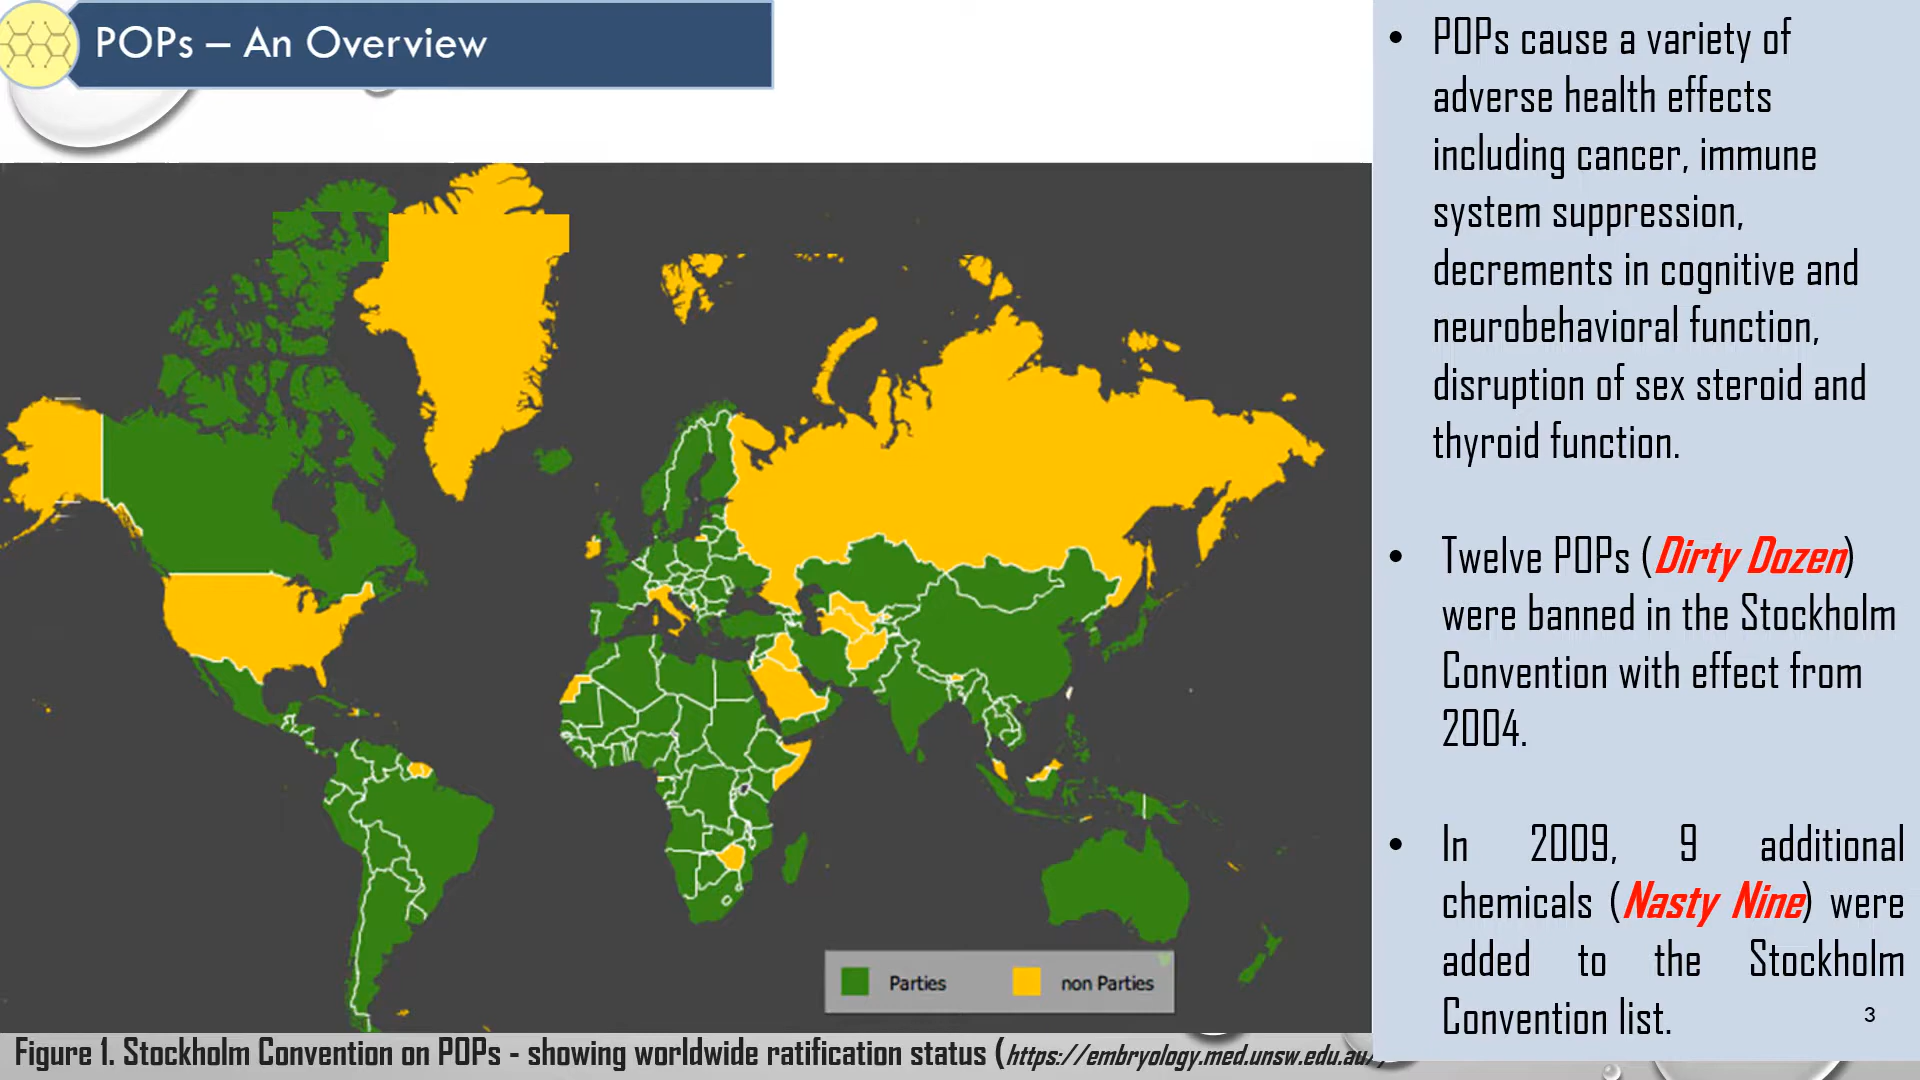 POPs – An Overview
• POPs cause a variety of
adverse health effects
including cancer, immune
system suppression,
decrements in cognitive and
neurobehavioral function,
disruption of sex steroid and
thyroid function.
• Twelve POPs (Dirty Dozen)
were banned in the Stockholm
Convention with effect from
2004.
• In 2009, 9 additional
chemicals (Nasty Nine) were
added to the Stockholm
Convention list.
3
Parties
non Parties
Figure 1. Stockholm Convention on POPs - showing worldwide ratification status (https://embryology.med.unsw.edu.au/